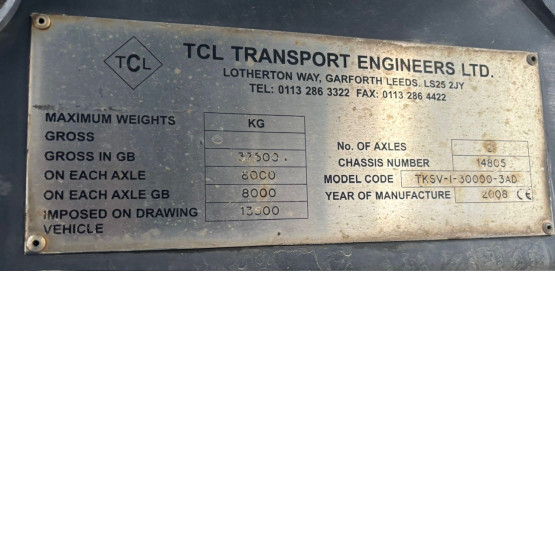 TCL
TCL TRANSPORT ENGINEERS LTD.
LOTHERTON WAY, GARFORTH LEEDS. LS25 2JY
TEL: 0113 286 3322 FAX: 0113 286 4422
MAXIMUM WEIGHTS KG
GROSS
GROSS IN GB
ON EACH AXLE 8000
ON EACH AXLE GB 8000
IMPOSED ON DRAWING VEHICLE
No. OF AXLES
CHASSIS NUMBER 14805
MODEL CODE TKSV-1-30000-3AD
YEAR OF MANUFACTURE 2008 CE